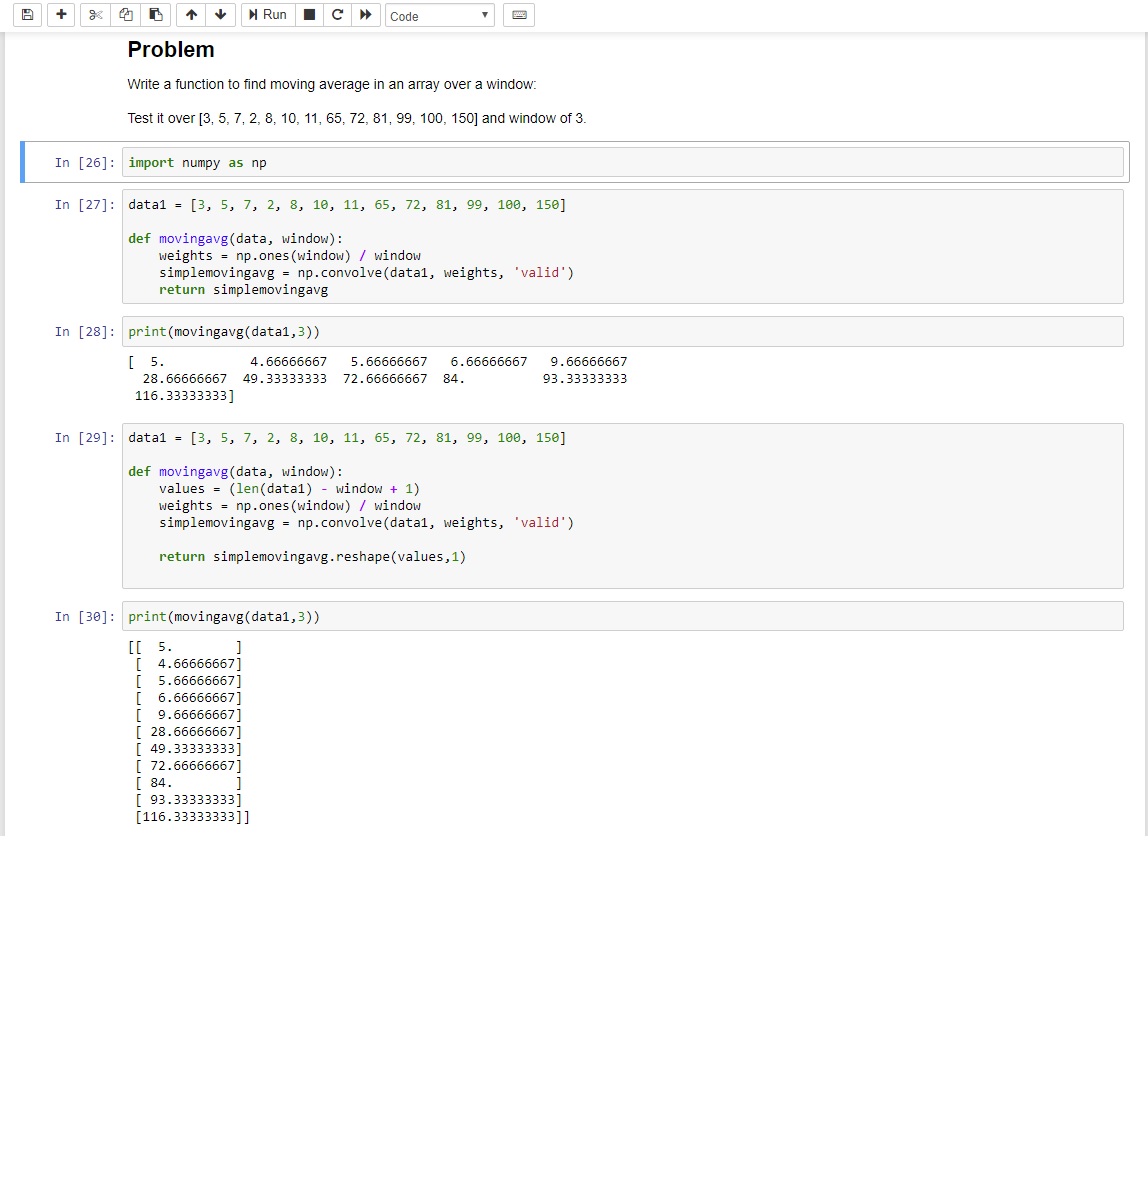 Run Code
Problem
Write a function to find moving average in an array over a window:
Test it over [3, 5, 7, 2, 8, 10, 11, 65, 72, 81, 99, 100, 150] and window of 3.
In [26]: import numpy as np
In [27]: data1 = [3, 5, 7, 2, 8, 10, 11, 65, 72, 81, 99, 100, 150]
def movingavg(data, window):
    weights = np.ones(window) / window
    simplemovingavg = np.convolve(data1, weights, 'valid')
    return simplemovingavg
In [28]: print(movingavg(data1,3))
[  5.           4.66666667   5.66666667   6.66666667   9.66666667
  28.66666667  49.33333333  72.66666667  84.          93.33333333
 116.33333333]
In [29]: data1 = [3, 5, 7, 2, 8, 10, 11, 65, 72, 81, 99, 100, 150]
def movingavg(data, window):
    values = (len(data1) - window + 1)
    weights = np.ones(window) / window
    simplemovingavg = np.convolve(data1, weights, 'valid')
    return simplemovingavg.reshape(values,1)
In [30]: print(movingavg(data1,3))
[[  5.        ]
 [  4.66666667]
 [  5.66666667]
 [  6.66666667]
 [  9.66666667]
 [ 28.66666667]
 [ 49.33333333]
 [ 72.66666667]
 [ 84.        ]
 [ 93.33333333]
 [116.33333333]]